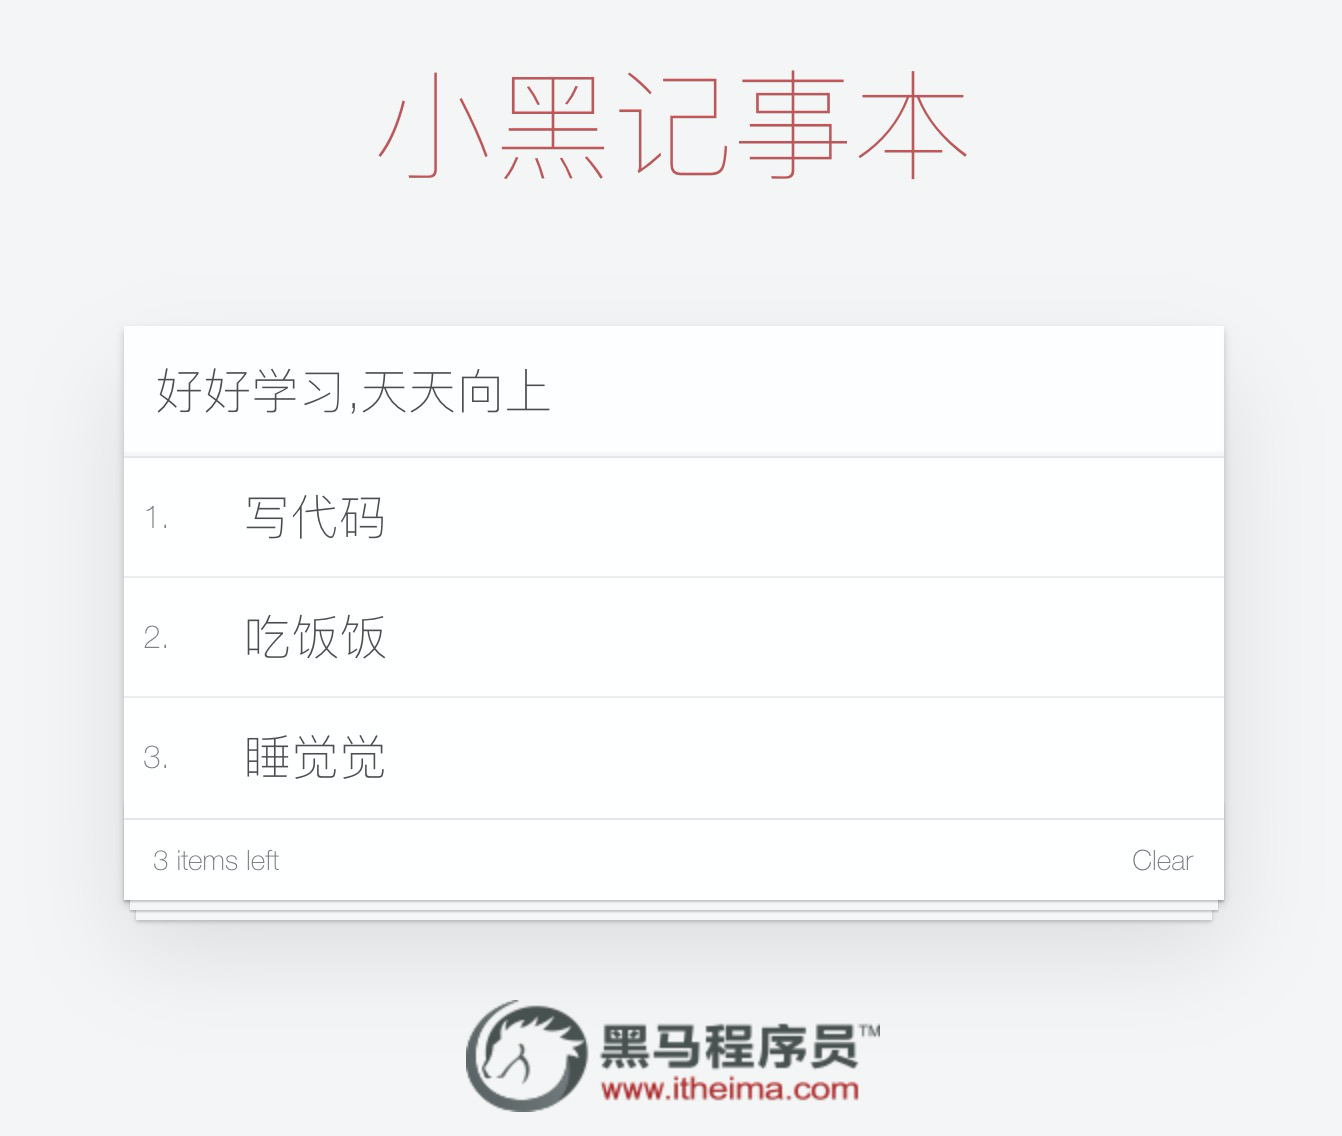 小黑记事本
好好学习,天天向上
1. 写代码
2. 吃饭饭
3. 睡觉觉
3 items left Clear
黑马程序员™
www.itheima.com